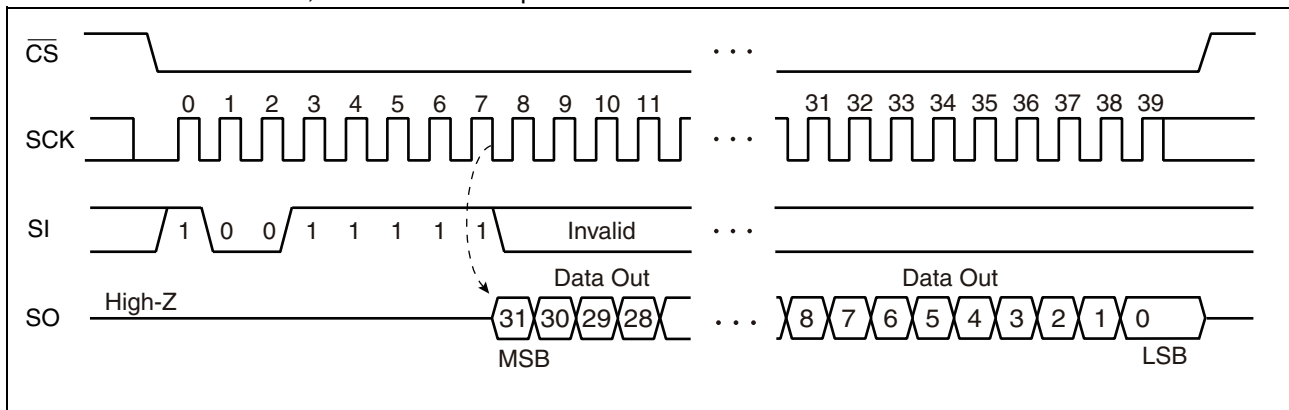 CS
· · ·
0 1 2 3 4 5 6 7 8 9 10 11 31 32 33 34 35 36 37 38 39
SCK
· · ·
SI 1 0 0 1 1 1 1 1 Invalid · · ·
Data Out Data Out
High-Z
SO 31 30 29 28 · · · 8 7 6 5 4 3 2 1 0
MSB LSB